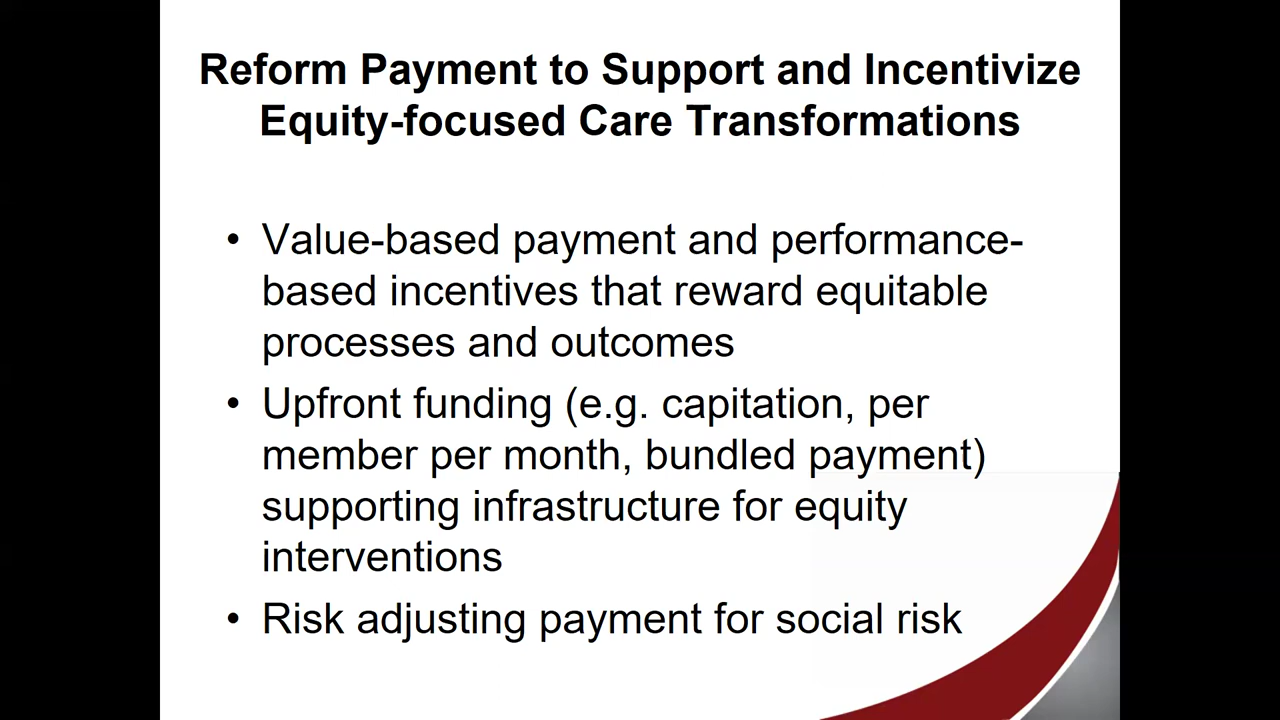 Reform Payment to Support and Incentivize
Equity-focused Care Transformations
• Value-based payment and performance-
based incentives that reward equitable
processes and outcomes
• Upfront funding (e.g. capitation, per
member per month, bundled payment)
supporting infrastructure for equity
interventions
• Risk adjusting payment for social risk